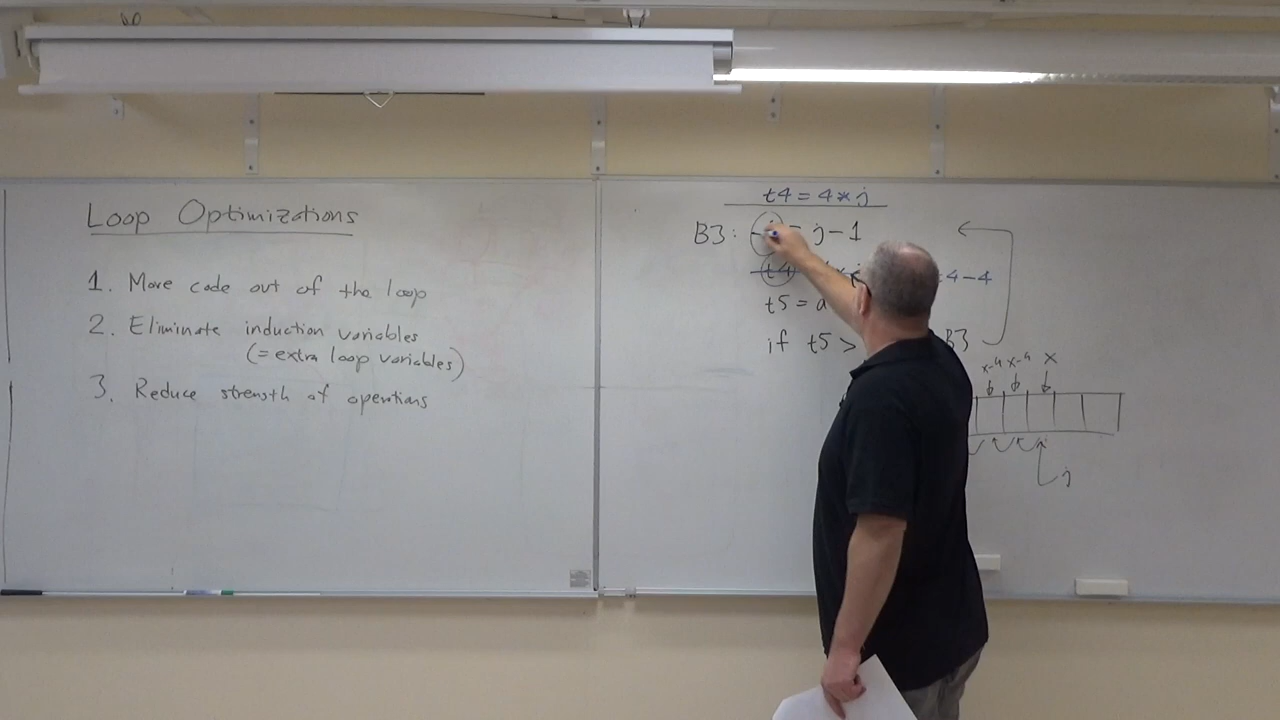 Loop Optimizations
1. Move code out of the loop
2. Eliminate induction variables
(= extra loop variables)
3. Reduce strength of operations
t4 = 4 * j
B3: j = j - 1
t4
t4 - 4
t5 = a
if t5 > B3
x-4 x-4 x
j